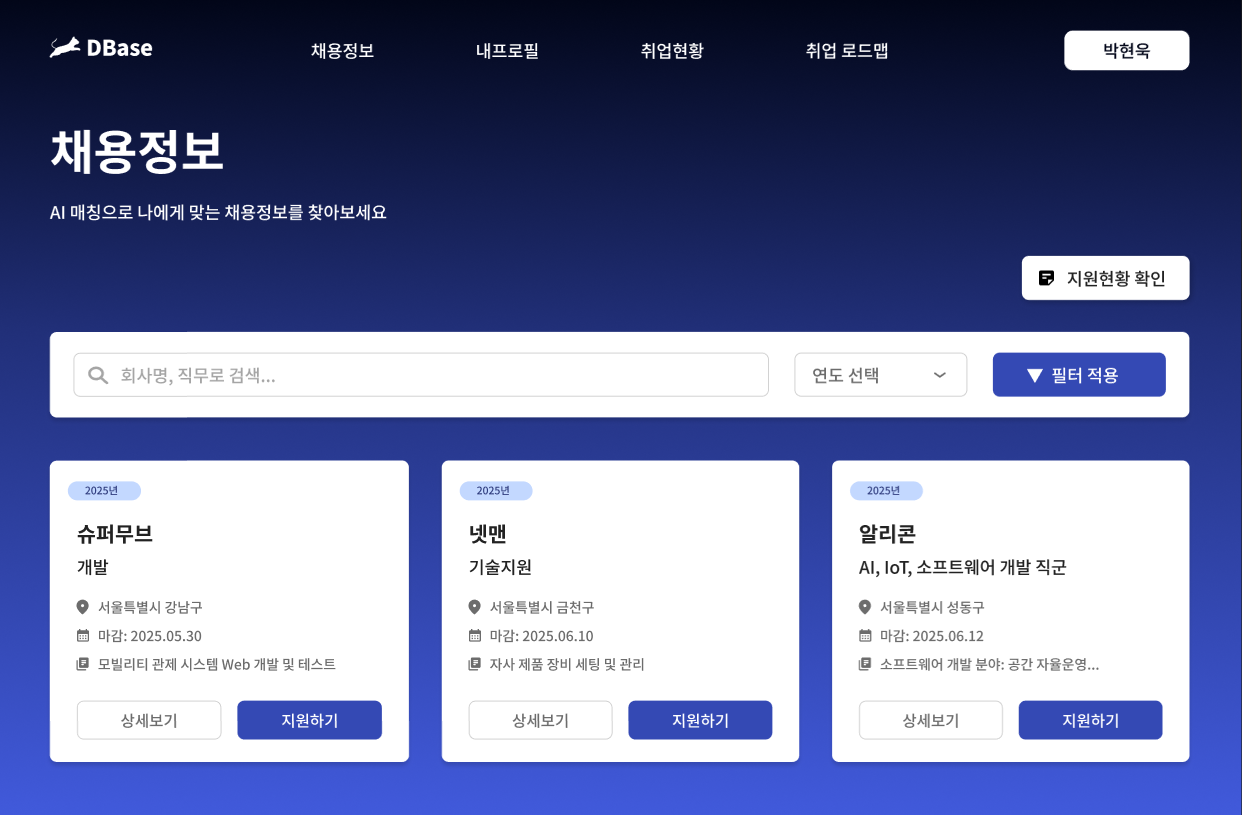 DBase
채용정보
내프로필
취업현황
취업 로드맵
박현욱
채용정보
AI 매칭으로 나에게 맞는 채용정보를 찾아보세요
지원현황 확인
회사명, 직무로 검색...
연도 선택
▼ 필터 적용
2025년
슈퍼무브
개발
서울특별시 강남구
마감: 2025.05.30
모빌리티 관제 시스템 Web 개발 및 테스트
상세보기
지원하기
2025년
넷맨
기술지원
서울특별시 금천구
마감: 2025.06.10
자사 제품 장비 세팅 및 관리
상세보기
지원하기
2025년
알리콘
AI, IoT, 소프트웨어 개발 직군
서울특별시 성동구
마감: 2025.06.12
소프트웨어 개발 분야: 공간 자율운영...
상세보기
지원하기